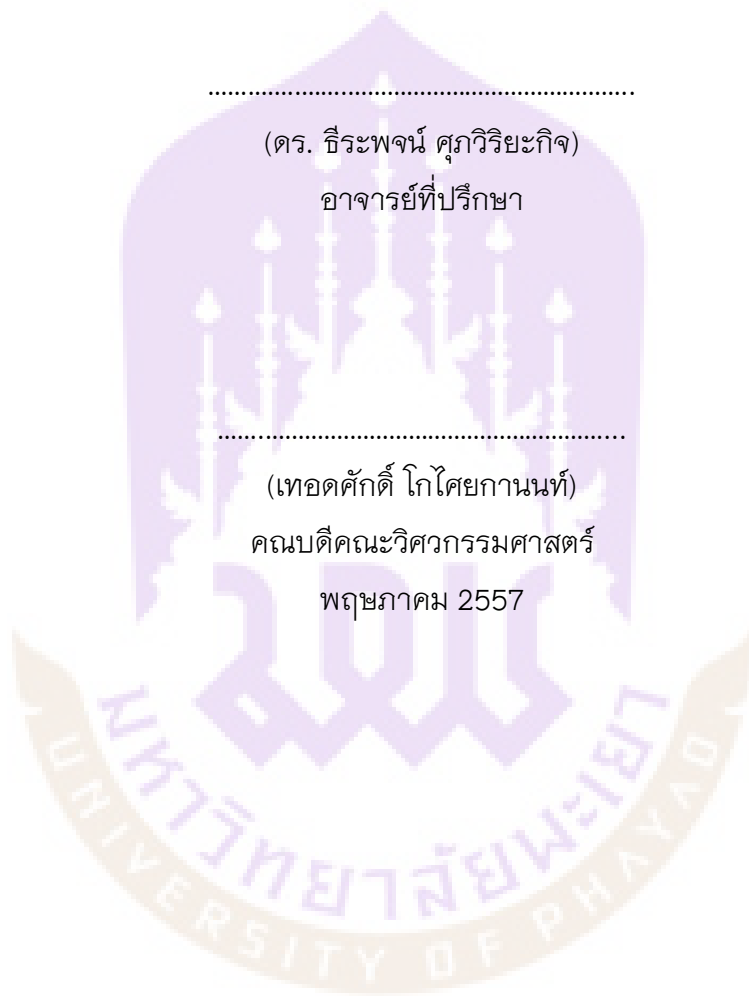 ................................................................
(ดร. ธีระพจน์ ศุภวิริยะกิจ)
อาจารย์ที่ปรึกษา
................................................................
(เทอดศักดิ์ โกไศยกานนท์)
คณบดีคณะวิศวกรรมศาสตร์
พฤษภาคม 2557
มพย
มหาวิทยาลัยพะเยา
UNIVERSITY OF PHAYAO